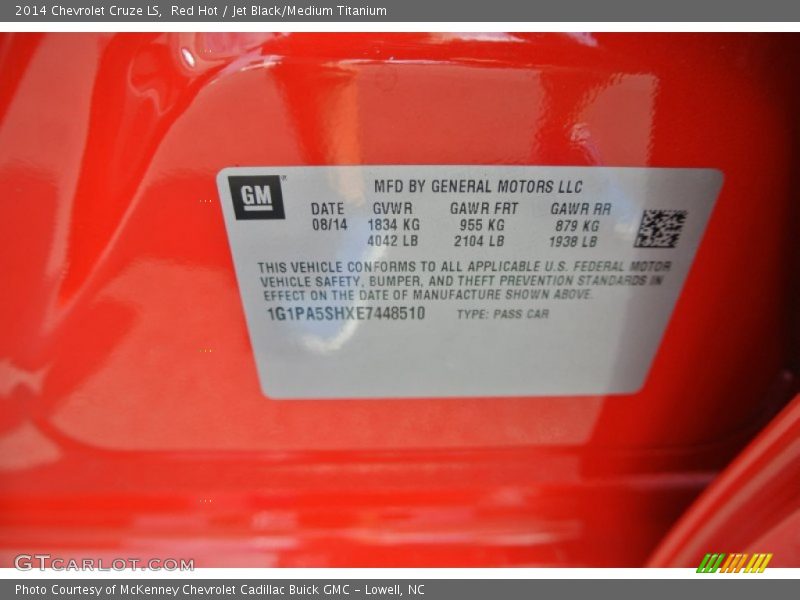 2014 Chevrolet Cruze LS,  Red Hot / Jet Black/Medium Titanium
GM
MFD BY GENERAL MOTORS LLC
DATE GVWR GAWR FRT GAWR RR
08/14 1834 KG 955 KG 879 KG
4042 LB 2104 LB 1938 LB
THIS VEHICLE CONFORMS TO ALL APPLICABLE U.S. FEDERAL MOTOR
VEHICLE SAFETY, BUMPER, AND THEFT PREVENTION STANDARDS IN
EFFECT ON THE DATE OF MANUFACTURE SHOWN ABOVE.
1G1PA5SHXE7448510 TYPE: PASS CAR
GTCARLOT.COM
Photo Courtesy of McKenney Chevrolet Cadillac Buick GMC - Lowell, NC